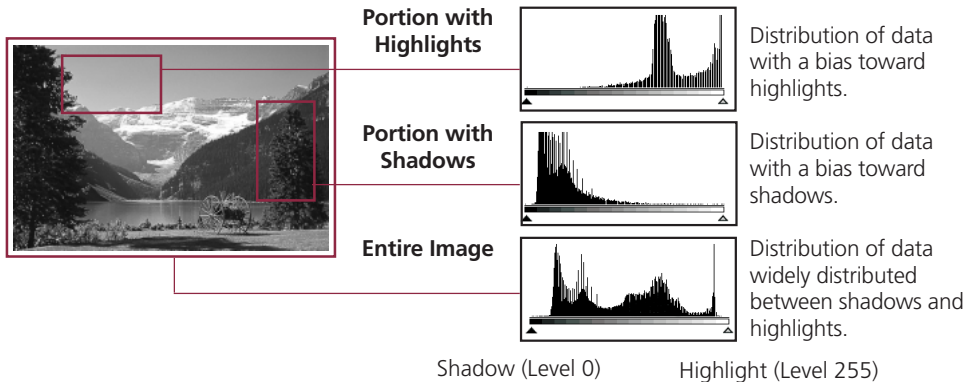 Portion with
Highlights
Distribution of data
with a bias toward
highlights.
Portion with
Shadows
Distribution of data
with a bias toward
shadows.
Entire Image
Distribution of data
widely distributed
between shadows and
highlights.
Shadow (Level 0)
Highlight (Level 255)